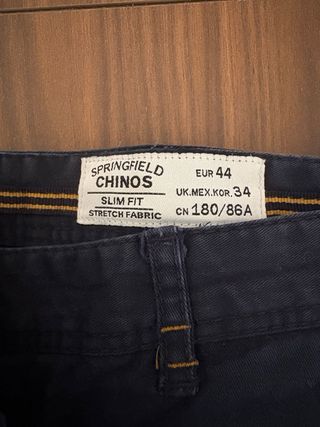 SPRINGFIELD
CHINOS
SLIM FIT
STRETCH FABRIC
EUR 44
UK.MEX.KOR. 34
CN 180/86A